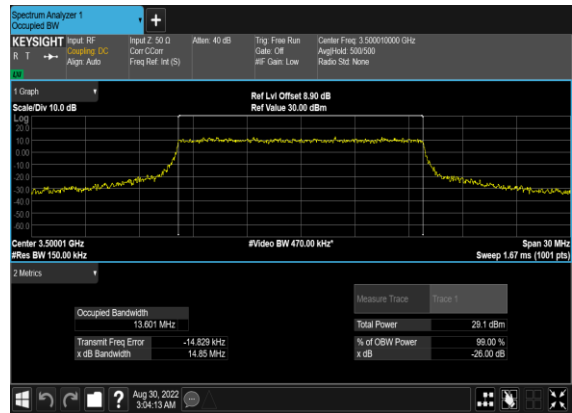 Spectrum Analyzer 1
Occupied BW
KEYSIGHT
R T
Input: RF
Coupling: DC
Align: Auto
Input Z: 50 Ω
Corr CCorr
Freq Ref: Int (S)
Atten: 40 dB
Trig: Free Run
Gate: Off
#IF Gain: Low
Center Freq: 3.500010000 GHz
Avg|Hold: 500/500
Radio Std: None
1 Graph
Scale/Div 10.0 dB
Ref Lvl Offset 8.90 dB
Ref Value 30.00 dBm
Log
20.0
10.0
0.00
-10.0
-20.0
-30.0
-40.0
-50.0
-60.0
Center 3.50001 GHz
#Res BW 150.00 kHz
#Video BW 470.00 kHz*
Span 30 MHz
Sweep 1.67 ms (1001 pts)
2 Metrics
Measure Trace Trace 1
Occupied Bandwidth
13.601 MHz
Total Power 29.1 dBm
Transmit Freq Error -14.829 kHz
% of OBW Power 99.00 %
x dB Bandwidth 14.85 MHz
x dB -26.00 dB
?
Aug 30, 2022
3:04:13 AM